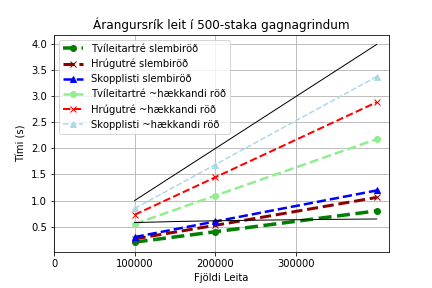 Árangursrík leit í 500-staka gagnagrindum
Tvíleitartré slembiröð
Hrúgutré slembiröð
Skopplisti slembiröð
Tvíleitartré ~hækkandi röð
Hrúgutré ~hækkandi röð
Skopplisti ~hækkandi röð
4.0
3.5
3.0
2.5
2.0
1.5
1.0
0.5
Tími (s)
0 100000 200000 300000
Fjöldi Leita